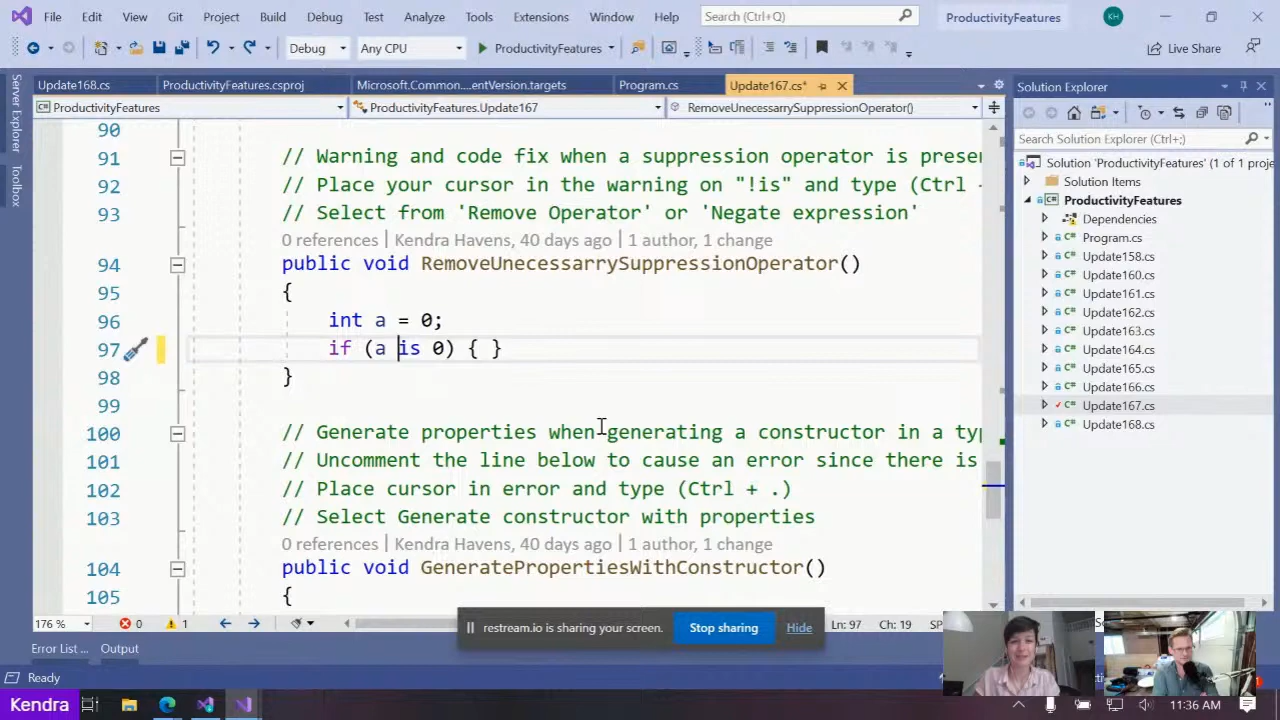 File Edit View Git Project Build Debug Test Analyze Tools Extensions Window Help Search (Ctrl+Q) ProductivityFeatures KH
Debug Any CPU ProductivityFeatures Live Share
Update168.cs ProductivityFeatures.csproj Microsoft.Common....entVersion.targets Program.cs Update167.cs*
ProductivityFeatures ProductivityFeatures.Update167 RemoveUnecessarrySuppressionOperator()
Server Explorer
Toolbox
90
91 // Warning and code fix when a suppression operator is presen
92 // Place your cursor in the warning on "!is" and type (Ctrl
93 // Select from 'Remove Operator' or 'Negate expression'
0 references | Kendra Havens, 40 days ago | 1 author, 1 change
94 public void RemoveUnecessarrySuppressionOperator()
95 {
96 int a = 0;
97 if (a is 0) { }
98 }
99
100 // Generate properties when generating a constructor in a typ
101 // Uncomment the line below to cause an error since there is
102 // Place cursor in error and type (Ctrl + .)
103 // Select Generate constructor with properties
0 references | Kendra Havens, 40 days ago | 1 author, 1 change
104 public void GeneratePropertiesWithConstructor()
105 {
176 % 0 1 Ln: 97 Ch: 19
restream.io is sharing your screen. Stop sharing Hide
Error List ... Output
Ready
Solution Explorer
Search Solution Explorer (Ctrl+;)
Solution 'ProductivityFeatures' (1 of 1 proje
Solution Items
ProductivityFeatures
Dependencies
Program.cs
Update158.cs
Update160.cs
Update161.cs
Update162.cs
Update163.cs
Update164.cs
Update165.cs
Update166.cs
Update167.cs
Update168.cs
Kendra
11:36 AM